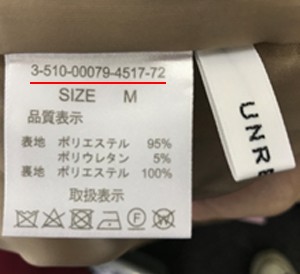 3-510-00079-4517-72
SIZE M
品質表示
表地 ポリエステル 95%
ポリウレタン 5%
裏地 ポリエステル 100%
取扱表示
UNRE